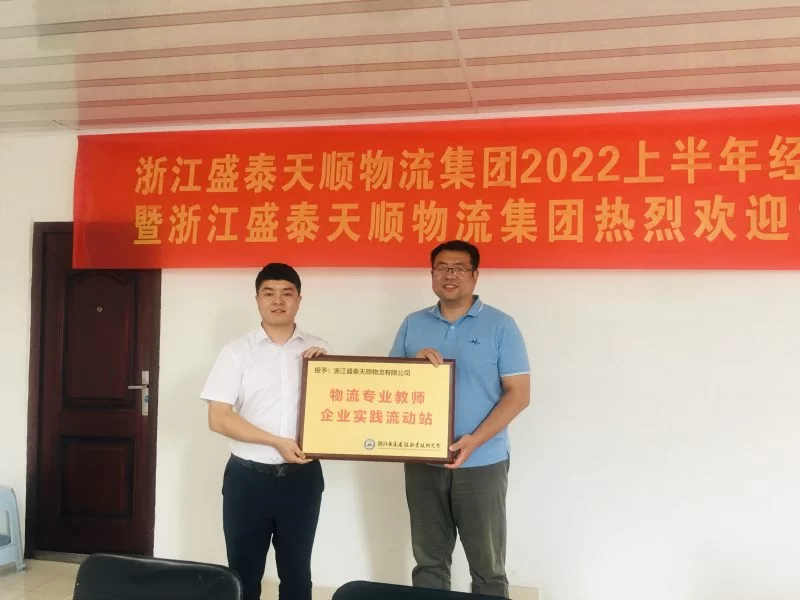 浙江盛泰天顺物流集团2022上半年经
暨浙江盛泰天顺物流集团热烈欢迎
授予：浙江盛泰天顺物流有限公司
物流专业教师
企业实践流动站